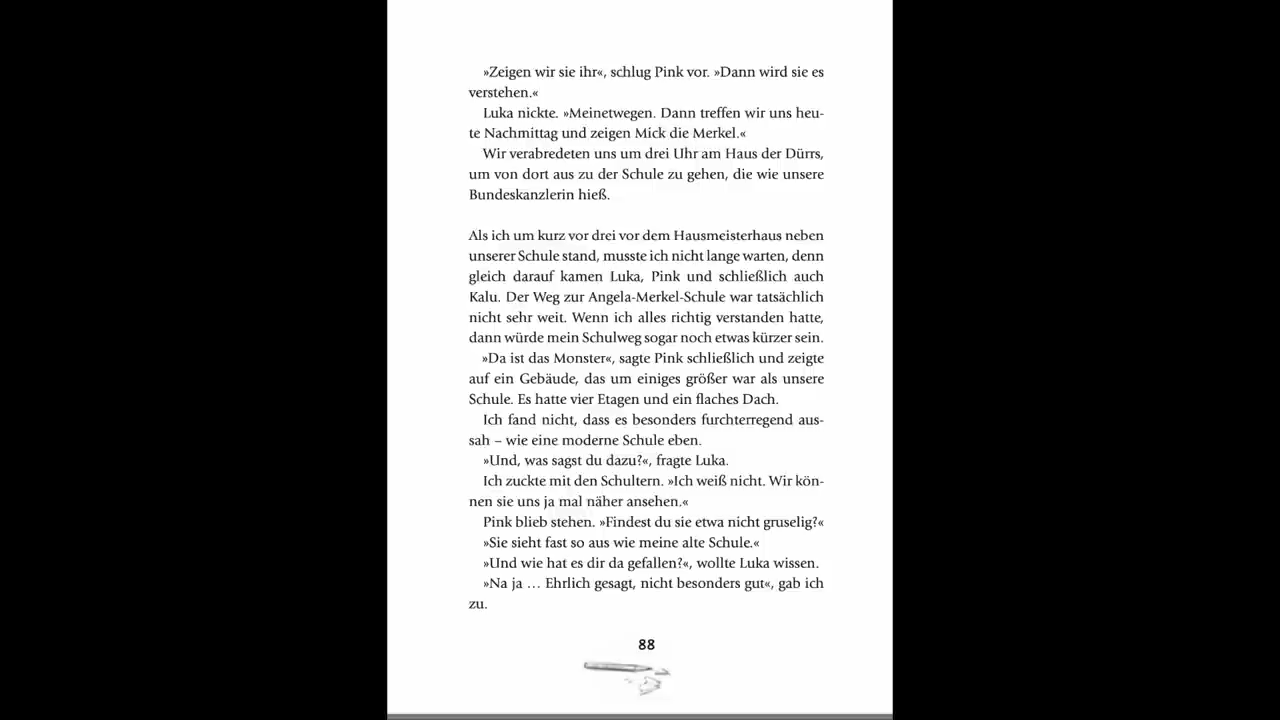 »Zeigen wir sie ihr«, schlug Pink vor. »Dann wird sie es
verstehen.«
Luka nickte. »Meinetwegen. Dann treffen wir uns heu-
te Nachmittag und zeigen Mick die Merkel.«
Wir verabredeten uns um drei Uhr am Haus der Dürrs,
um von dort aus zu der Schule zu gehen, die wie unsere
Bundeskanzlerin hieß.
Als ich um kurz vor drei vor dem Hausmeisterhaus neben
unserer Schule stand, musste ich nicht lange warten, denn
gleich darauf kamen Luka, Pink und schließlich auch
Kalu. Der Weg zur Angela-Merkel-Schule war tatsächlich
nicht sehr weit. Wenn ich alles richtig verstanden hatte,
dann würde mein Schulweg sogar noch etwas kürzer sein.
»Da ist das Monster«, sagte Pink schließlich und zeigte
auf ein Gebäude, das um einiges größer war als unsere
Schule. Es hatte vier Etagen und ein flaches Dach.
Ich fand nicht, dass es besonders furchterregend aus-
sah – wie eine moderne Schule eben.
»Und, was sagst du dazu?«, fragte Luka.
Ich zuckte mit den Schultern. »Ich weiß nicht. Wir kön-
nen sie uns ja mal näher ansehen.«
Pink blieb stehen. »Findest du sie etwa nicht gruselig?«
»Sie sieht fast so aus wie meine alte Schule.«
»Und wie hat es dir da gefallen?«, wollte Luka wissen.
»Na ja … Ehrlich gesagt, nicht besonders gut«, gab ich
zu.
88